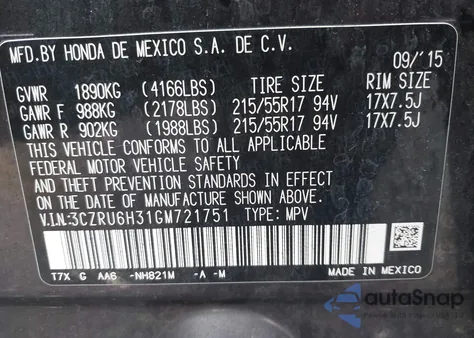 MFD.BY HONDA DE MEXICO S.A. DE C.V.
09/'15
GVWR 1890KG (4166LBS) TIRE SIZE RIM SIZE
GAWR F 988KG (2178LBS) 215/55R17 94V 17X7.5J
GAWR R 902KG (1988LBS) 215/55R17 94V 17X7.5J
THIS VEHICLE CONFORMS TO ALL APPLICABLE
FEDERAL MOTOR VEHICLE SAFETY AND
THEFT PREVENTION STANDARDS IN EFFECT ON
THE DATE OF MANUFACTURE SHOWN ABOVE.
V.I.N:3CZRU6H31GM721751 TYPE: MPV
T7X G AA6 -NH821M -A -M
MADE IN MEXICO
autoSnap